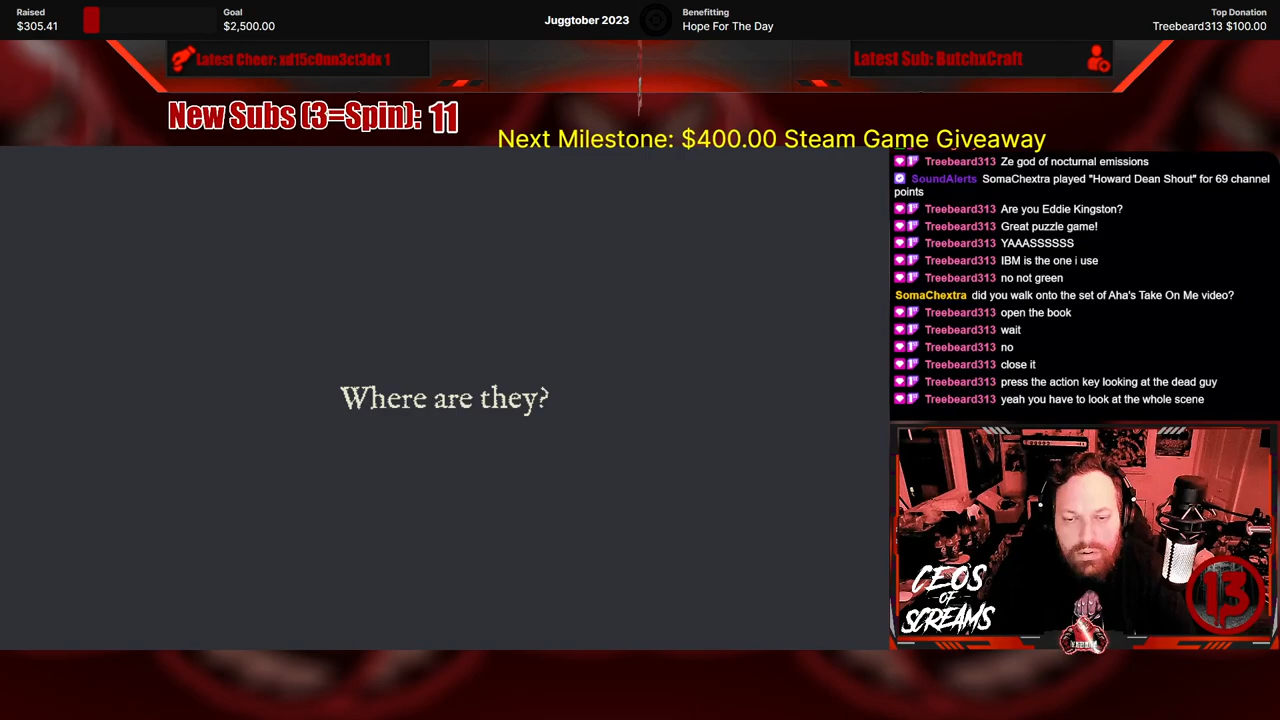 Raised
$305.41
Goal
$2,500.00
Juggtober 2023
Benefitting
Hope For The Day
Top Donation
Treebeard313 $100.00
Latest Cheer: xd15c0nn3ct3dx 1
Latest Sub: ButchxCraft
New Subs (3=Spin): 11
Next Milestone: $400.00 Steam Game Giveaway
Treebeard313 Ze god of nocturnal emissions
SoundAlerts SomaChextra played "Howard Dean Shout" for 69 channel
points
Treebeard313 Are you Eddie Kingston?
Treebeard313 Great puzzle game!
Treebeard313 YAAASSSSSS
Treebeard313 IBM is the one i use
Treebeard313 no not green
SomaChextra did you walk onto the set of Aha's Take On Me video?
Treebeard313 open the book
Treebeard313 wait
Treebeard313 no
Treebeard313 close it
Treebeard313 press the action key looking at the dead guy
Treebeard313 yeah you have to look at the whole scene
Where are they?
CEOS
OF
SCREAMS
13